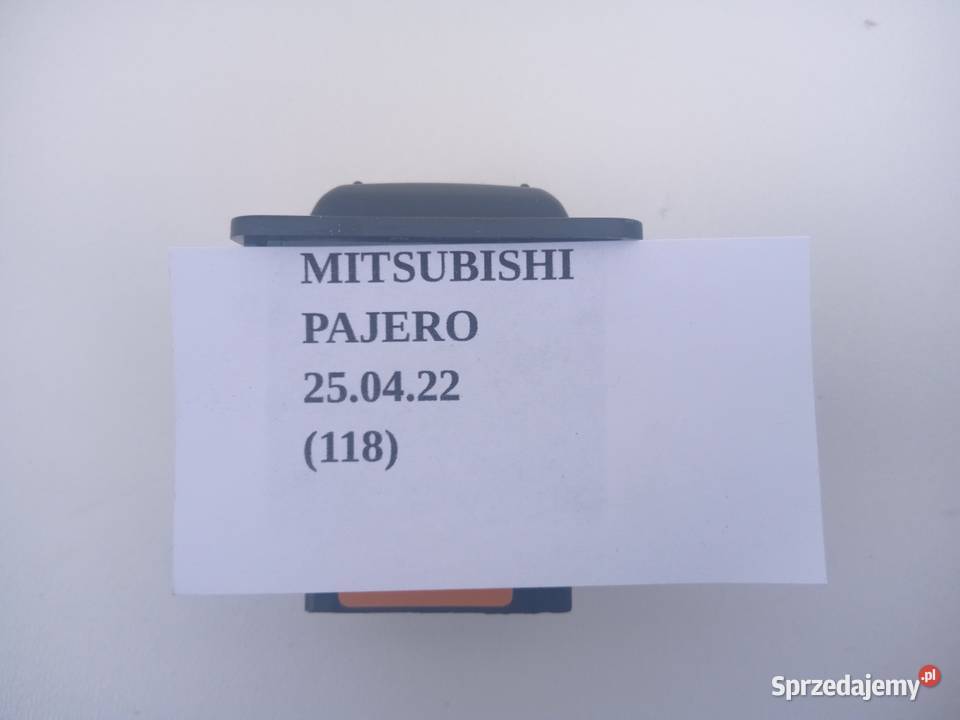 MITSUBISHI
PAJERO
25.04.22
(118)
Sprzedajemy.pl